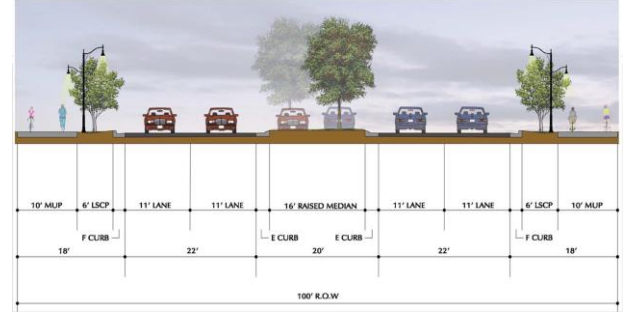 10' MUP 6' LSCP 11' LANE 11' LANE 16' RAISED MEDIAN 11' LANE 11' LANE 6' LSCP 10' MUP
F CURB E CURB E CURB F CURB
18' 22' 20' 22' 18'
100' R.O.W